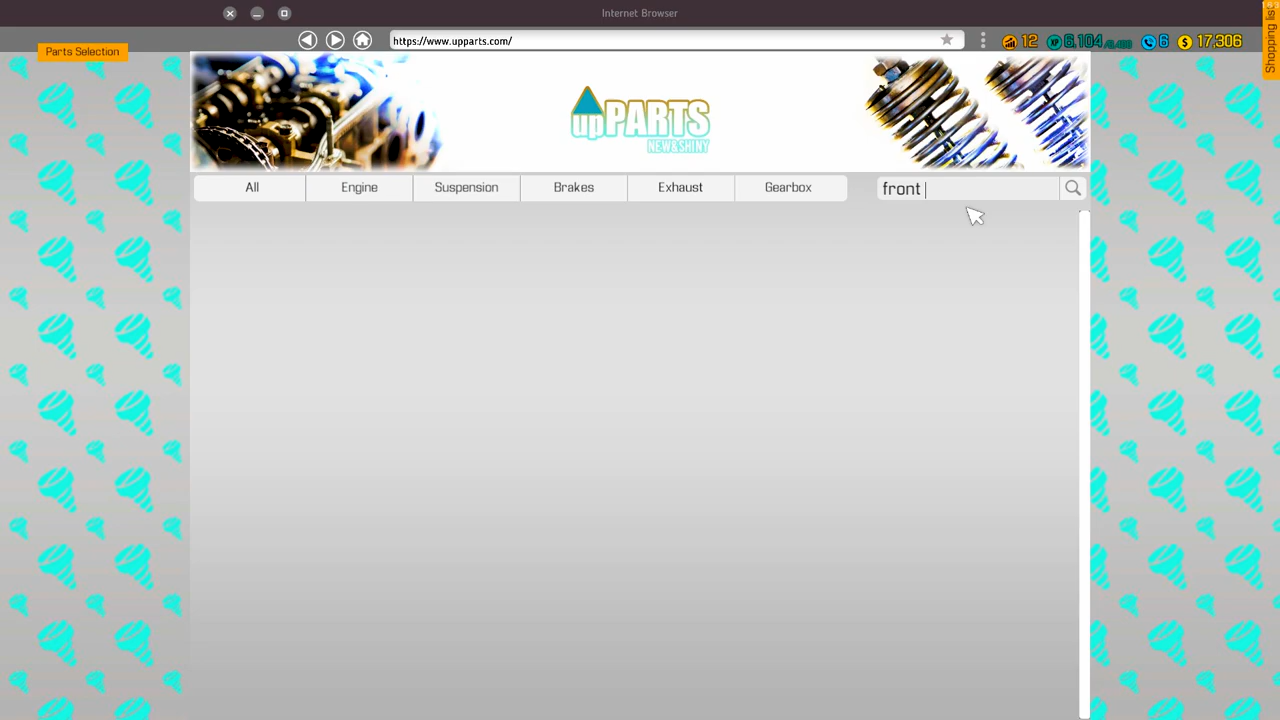 Internet Browser
https://www.upparts.com/
Parts Selection
12
XP
6,104
6
$
17,306
Shopping list
upPARTS
NEW&SHINY
All
Engine
Suspension
Brakes
Exhaust
Gearbox
front